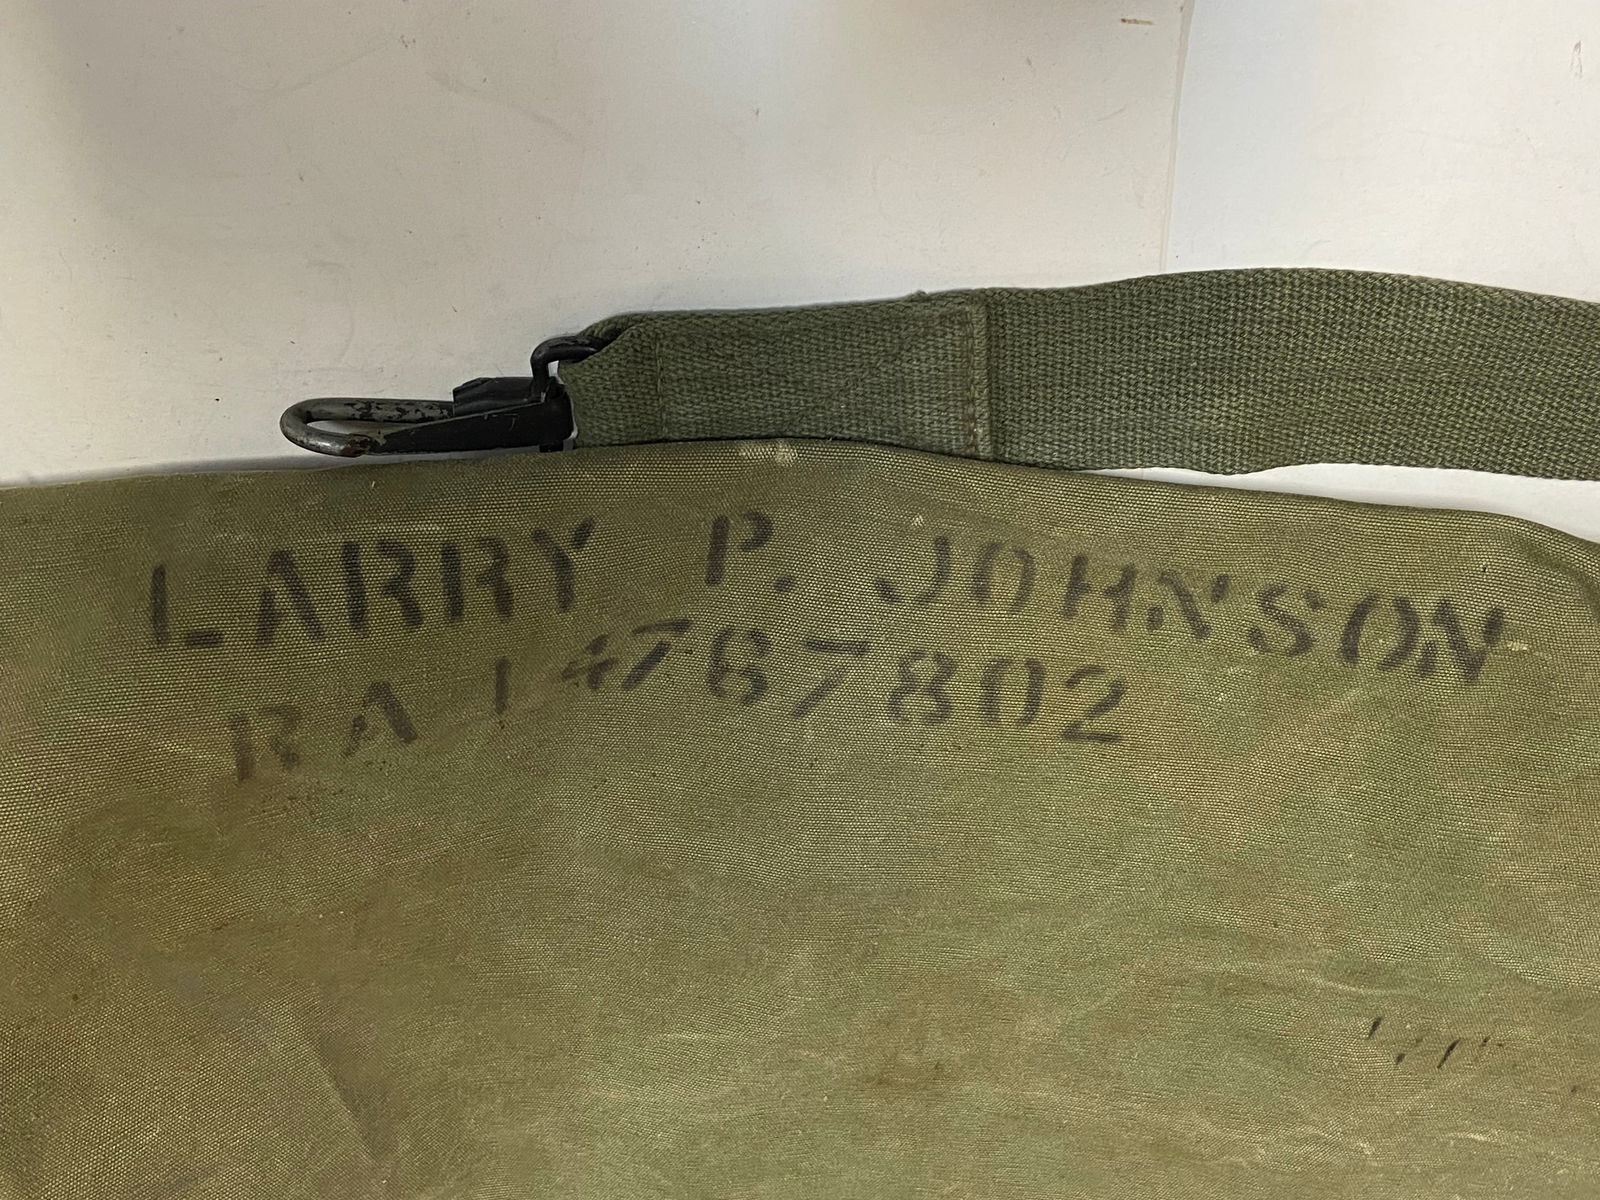 LARRY P. JOHNSON
RA 14787802